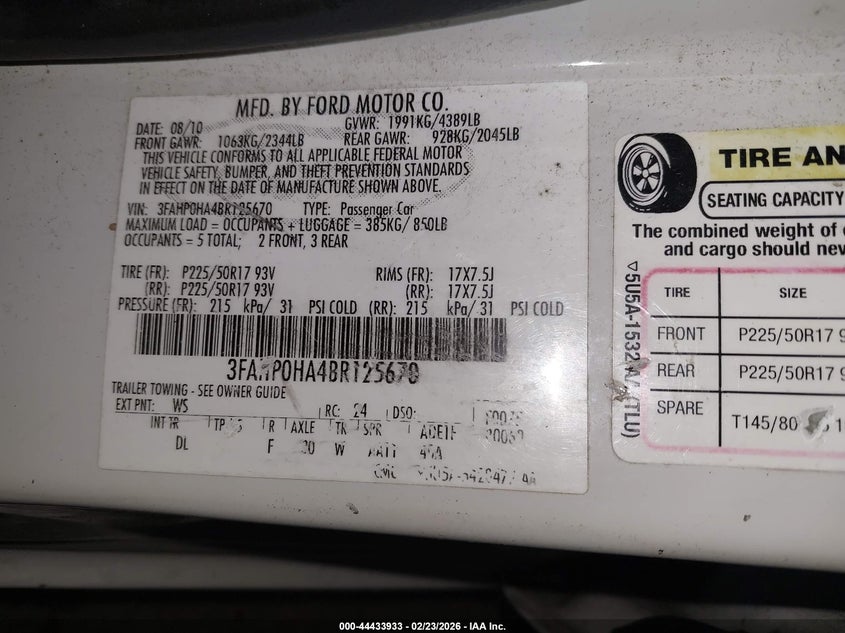 MFD. BY FORD MOTOR CO.
DATE: 08/10 GVWR: 1991KG/4389LB
FRONT GAWR: 1063KG/2344LB REAR GAWR: 928KG/2045LB
THIS VEHICLE CONFORMS TO ALL APPLICABLE FEDERAL MOTOR
VEHICLE SAFETY, BUMPER, AND THEFT PREVENTION STANDARDS
IN EFFECT ON THE DATE OF MANUFACTURE SHOWN ABOVE.
VIN: 3FAHP0HA4BR125670 TYPE: Passenger Car
MAXIMUM LOAD = OCCUPANTS + LUGGAGE = 385KG/ 850LB
OCCUPANTS = 5 TOTAL; 2 FRONT, 3 REAR
TIRE (FR): P225/50R17 93V RIMS (FR): 17X7.5J
(RR): P225/50R17 93V (RR): 17X7.5J
PRESSURE (FR): 215 kPa/ 31 PSI COLD (RR): 215 kPa/ 31 PSI COLD
3FAHP0HA4BR125670
TRAILER TOWING - SEE OWNER GUIDE
EXT PNT: WS RC: 24 DSO:
INT TR R AXLE TR SPR
DL F W
TIRE AN
SEATING CAPACITY
The combined weight of
and cargo should nev
TIRE SIZE
FRONT P225/50R17 9
REAR P225/50R17 9
SPARE T145/80
(TLU)
000-44433933 - 02/23/2026 - IAA Inc.